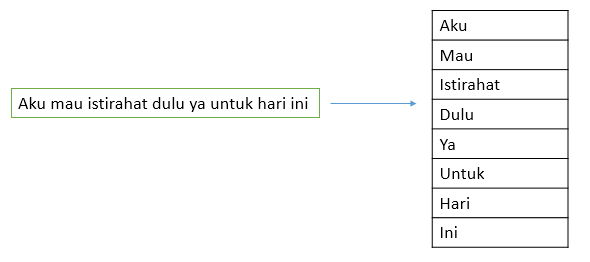 Aku mau istirahat dulu ya untuk hari ini
Aku
Mau
Istirahat
Dulu
Ya
Untuk
Hari
Ini